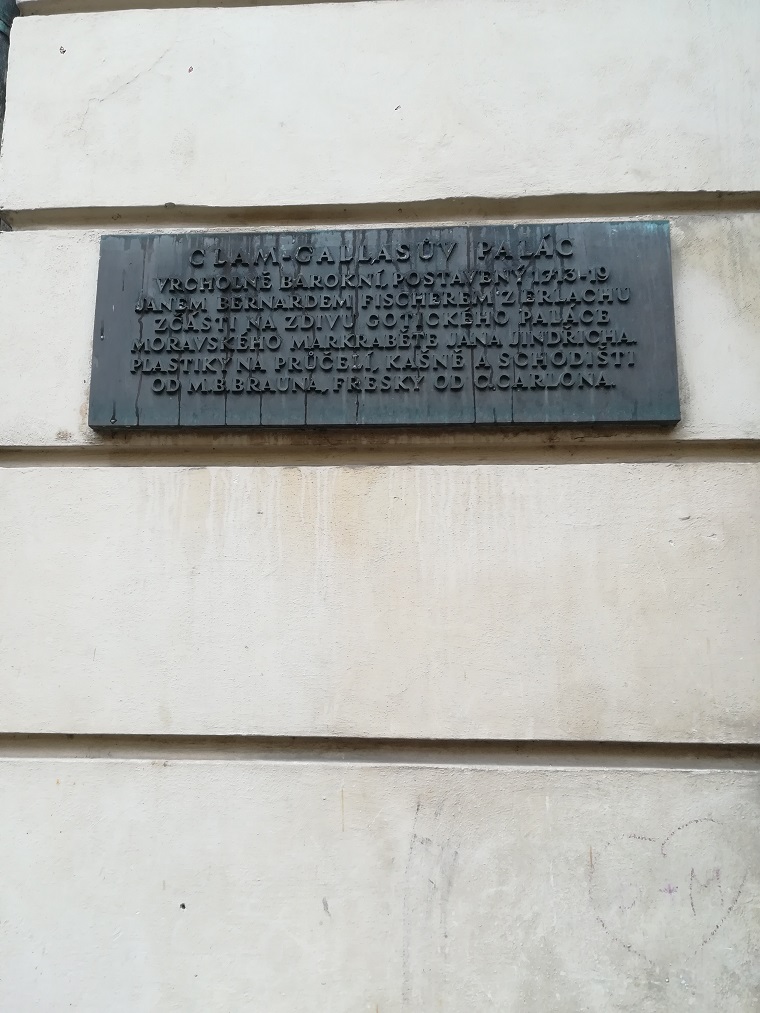 CLAM-GALLASŮV PALÁC
VRCHOLNĚ BAROKNÍ, POSTAVENÝ 1713-19
JANEM BERNARDEM FISCHEREM Z ERLACHU
ZČÁSTI NA ZDIVU GOTICKÉHO PALÁCE
MORAVSKÉHO MARKRABĚTE JANA JINDŘICHA.
PLASTIKY NA PRŮČELÍ, KAŠNĚ A SCHODIŠTI
OD M.B.BRAUNA, FRESKY OD C.CARLONA.
+ M